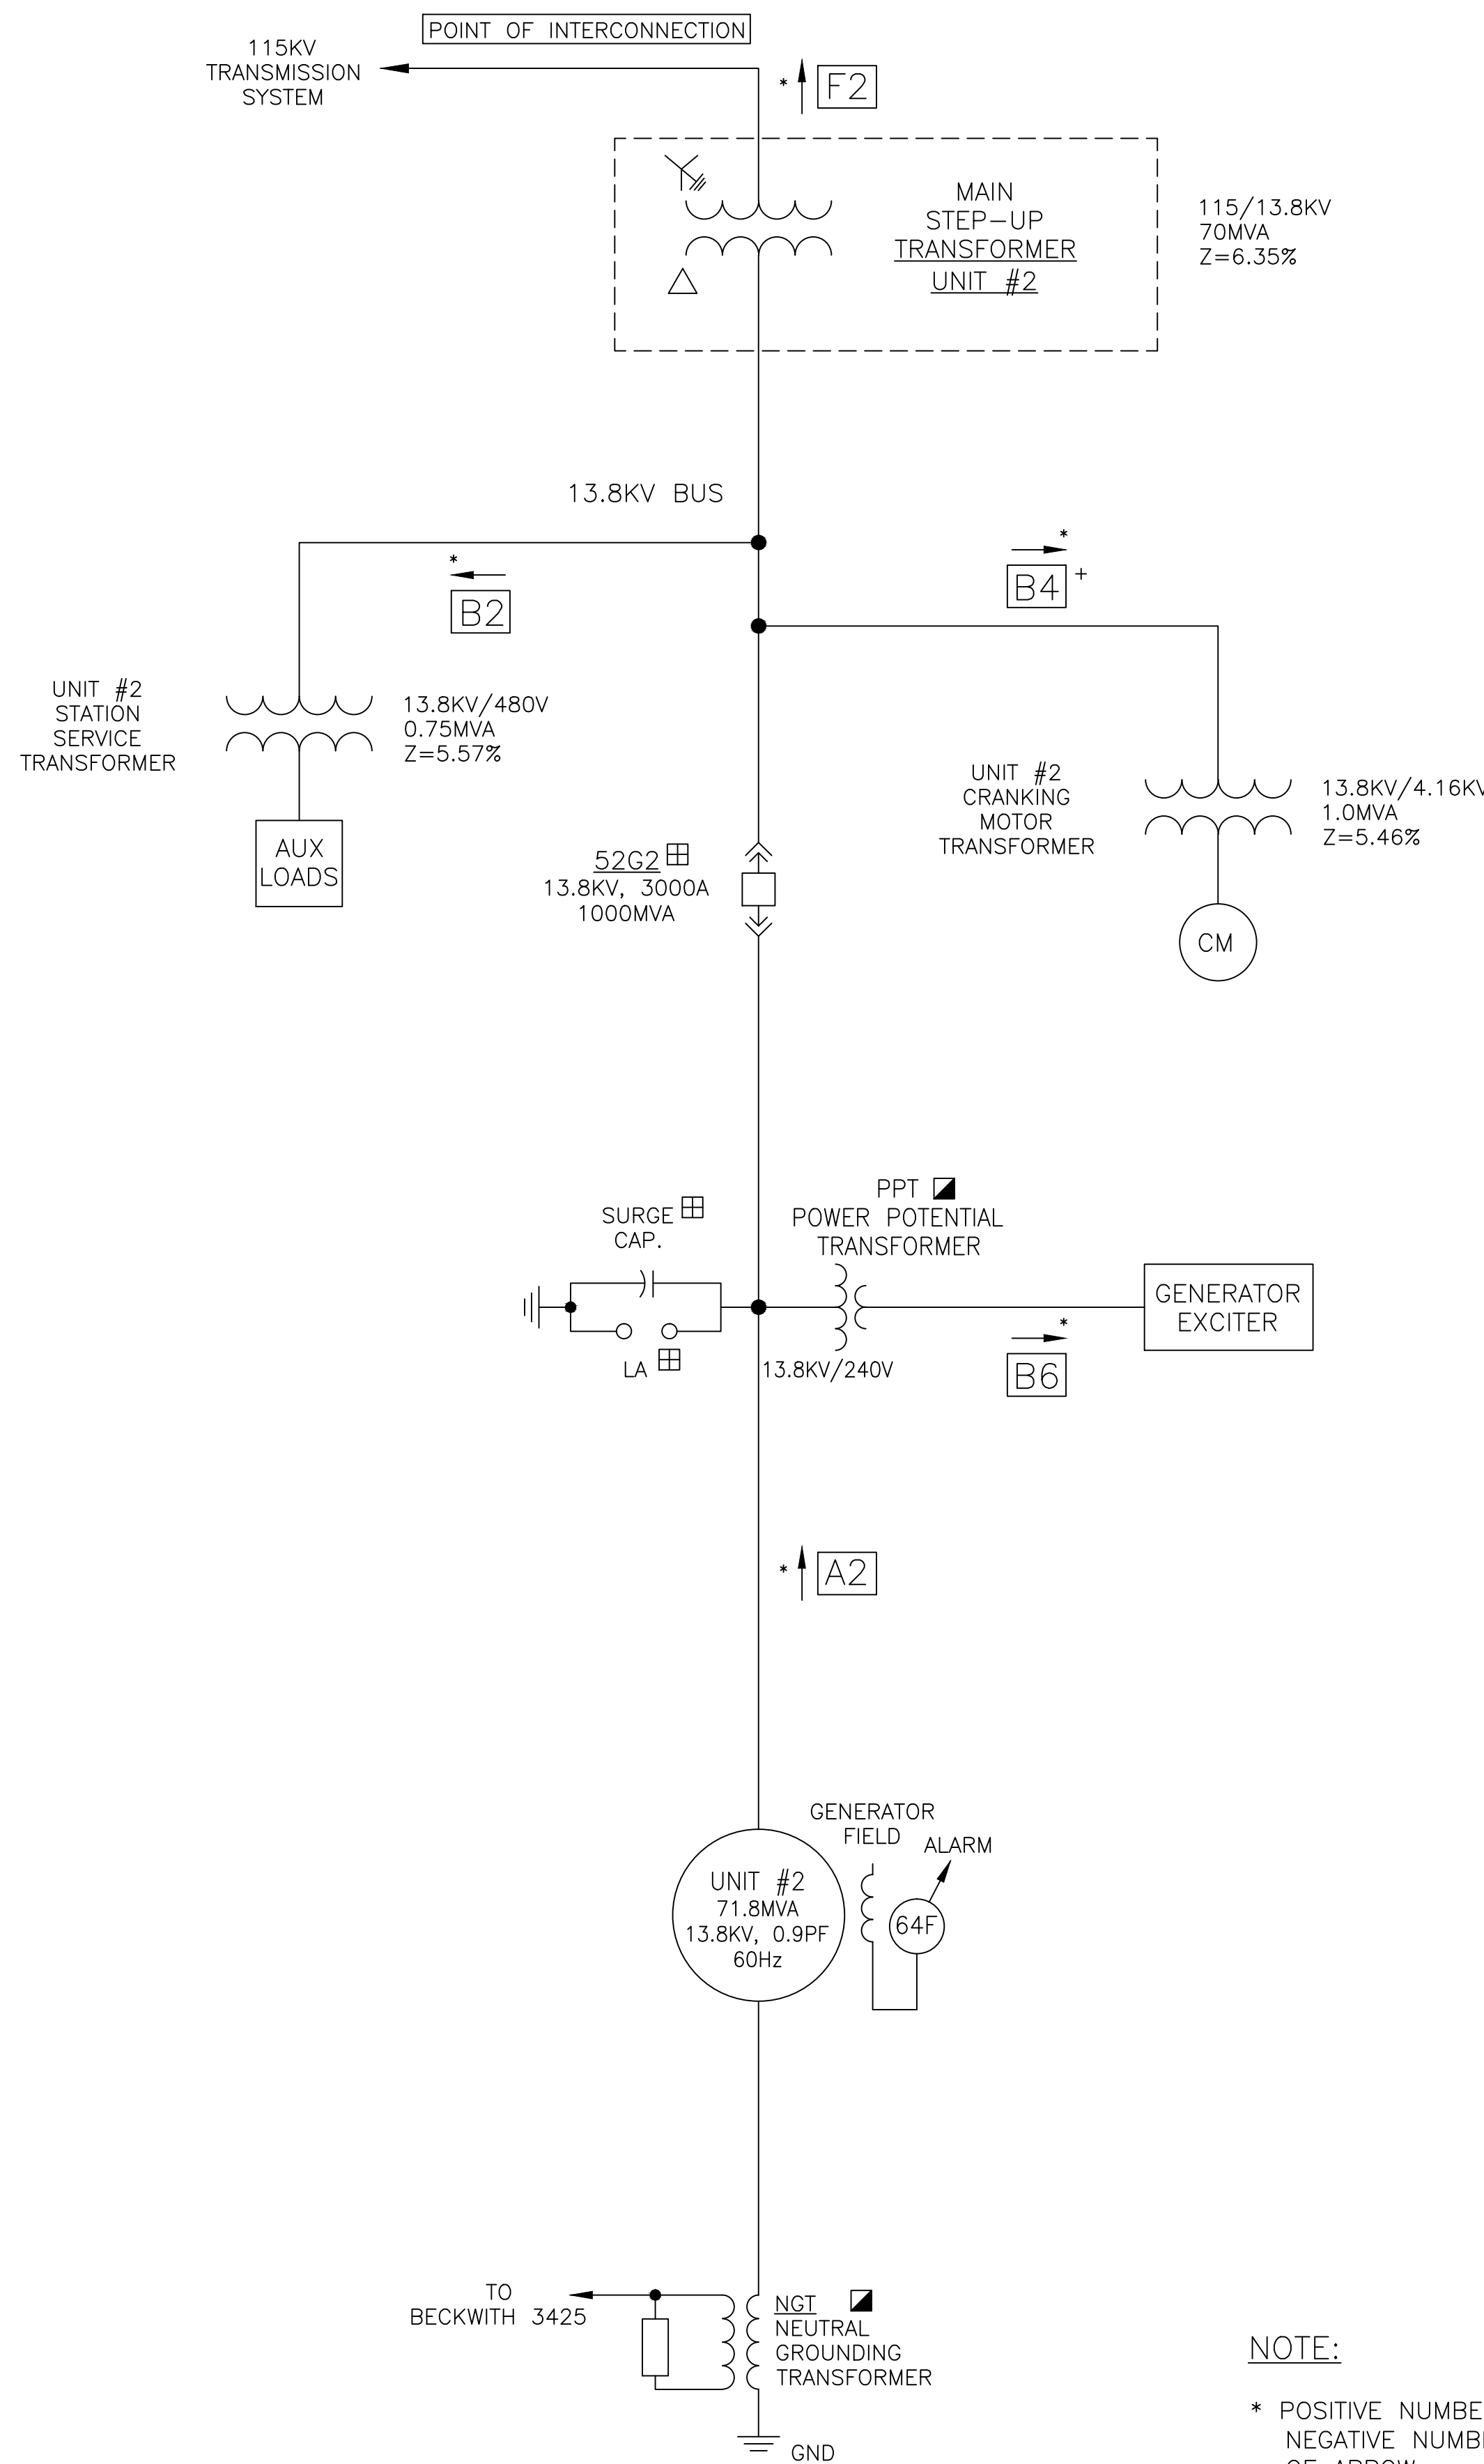 POINT OF INTERCONNECTION
115KV
TRANSMISSION
SYSTEM
* F2
MAIN
STEP-UP
TRANSFORMER
UNIT #2
115/13.8KV
70MVA
Z=6.35%
13.8KV BUS
*
B2
*
B4 +
UNIT #2
STATION
SERVICE
TRANSFORMER
13.8KV/480V
0.75MVA
Z=5.57%
AUX
LOADS
UNIT #2
CRANKING
MOTOR
TRANSFORMER
13.8KV/4.16KV
1.0MVA
Z=5.46%
CM
52G2
13.8KV, 3000A
1000MVA
SURGE
CAP.
LA
PPT
POWER POTENTIAL
TRANSFORMER
13.8KV/240V
GENERATOR
EXCITER
*
B6
* A2
GENERATOR
FIELD
ALARM
64F
UNIT #2
71.8MVA
13.8KV, 0.9PF
60Hz
TO
BECKWITH 3425
NGT
NEUTRAL
GROUNDING
TRANSFORMER
GND
NOTE:
* POSITIVE
NEGATIVE